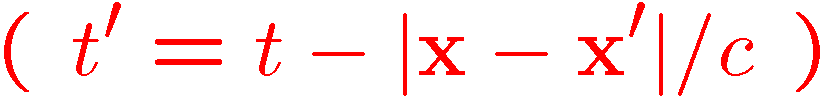 ( t′ = t − |𝐱 − 𝐱′|/c )